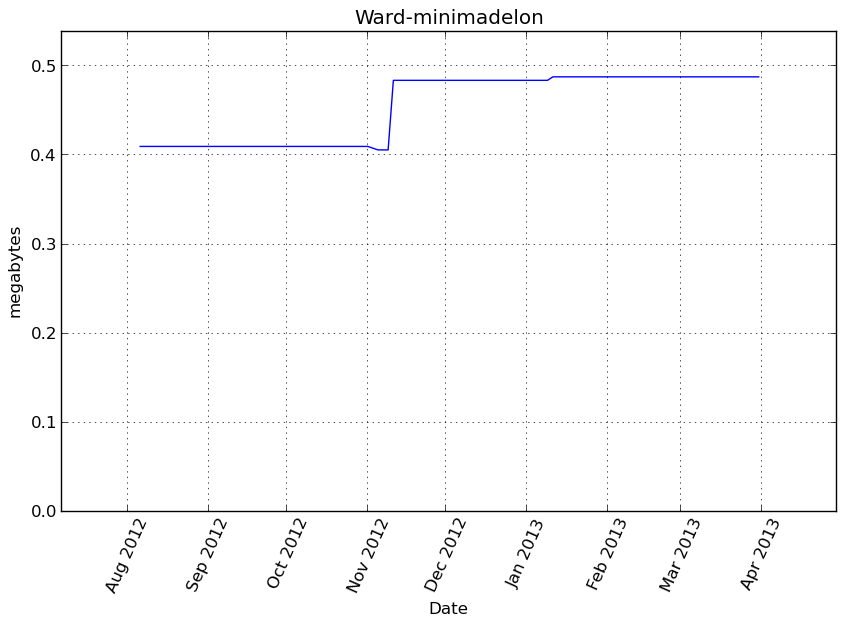 Ward-minimadelon
0.5
0.4
0.3
0.2
0.1
0.0
megabytes
Aug 2012
Sep 2012
Oct 2012
Nov 2012
Dec 2012
Jan 2013
Feb 2013
Mar 2013
Apr 2013
Date